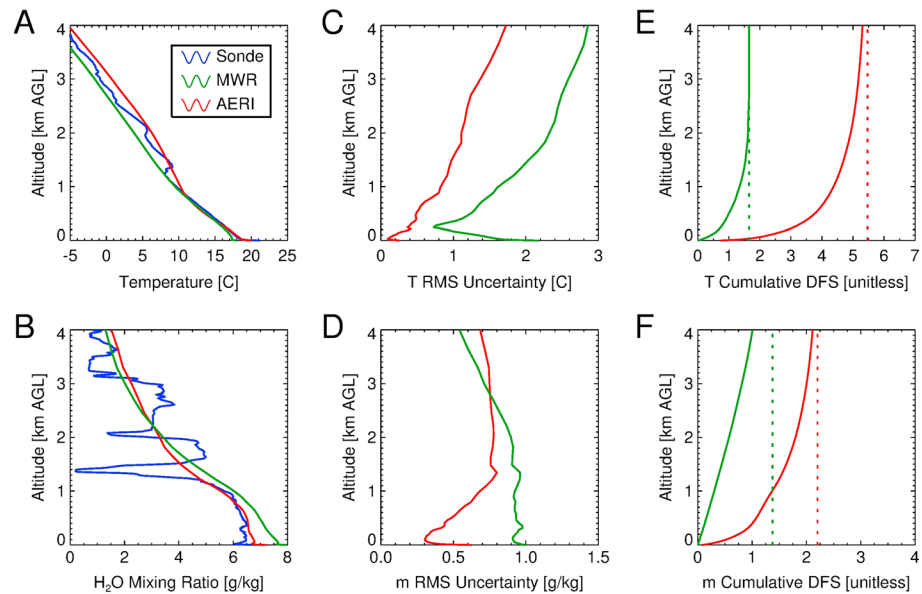 A
C
E
4
3
2
1
0
Altitude [km AGL]
Sonde
MWR
AERI
-5 0 5 10 15 20 25
Temperature [C]
4
3
2
1
0
Altitude [km AGL]
0 1 2 3
T RMS Uncertainty [C]
4
3
2
1
0
Altitude [km AGL]
0 1 2 3 4 5 6 7
T Cumulative DFS [unitless]
B
D
F
4
3
2
1
0
Altitude [km AGL]
0 2 4 6 8
H₂O Mixing Ratio [g/kg]
4
3
2
1
0
Altitude [km AGL]
0.0 0.5 1.0 1.5
m RMS Uncertainty [g/kg]
4
3
2
1
0
Altitude [km AGL]
0 1 2 3 4
m Cumulative DFS [unitless]